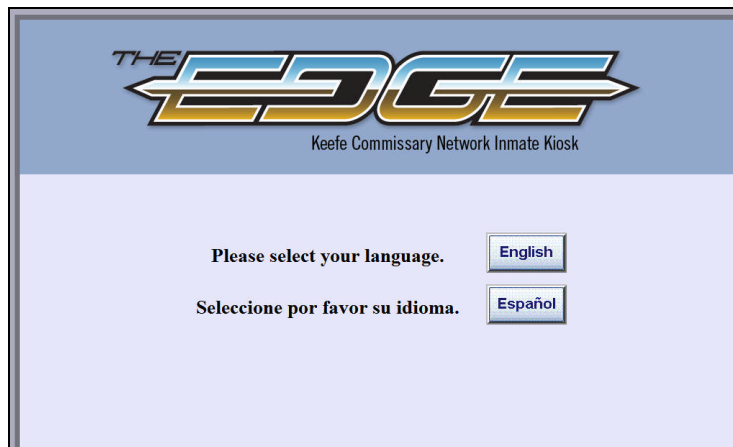 THE
EDGE
Keefe Commissary Network Inmate Kiosk
Please select your language.
English
Seleccione por favor su idioma.
Español